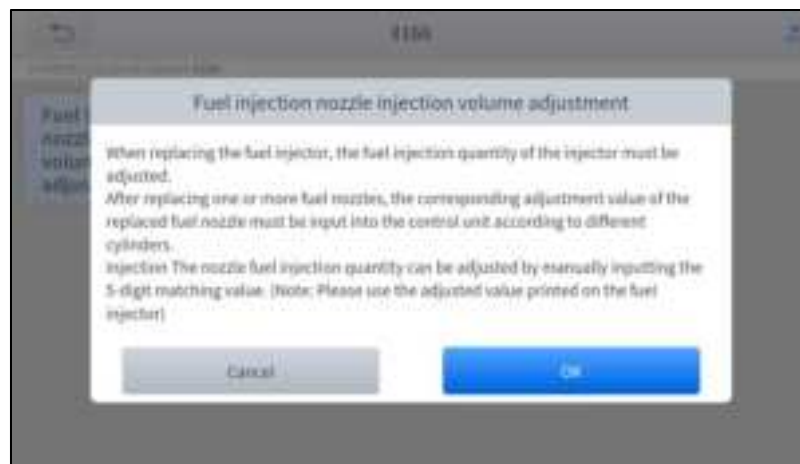 Fuel injection nozzle injection volume adjustment
When replacing the fuel injector, the fuel injection quantity of the injector must be
adjusted.
After replacing one or more fuel nozzles, the corresponding adjustment value of the
replaced fuel nozzle must be input into the control unit according to different
cylinders.
Injection The nozzle fuel injection quantity can be adjusted by manually inputting the
5-digit matching value. (Note: Please use the adjusted value printed on the fuel
injector)
Cancel
OK